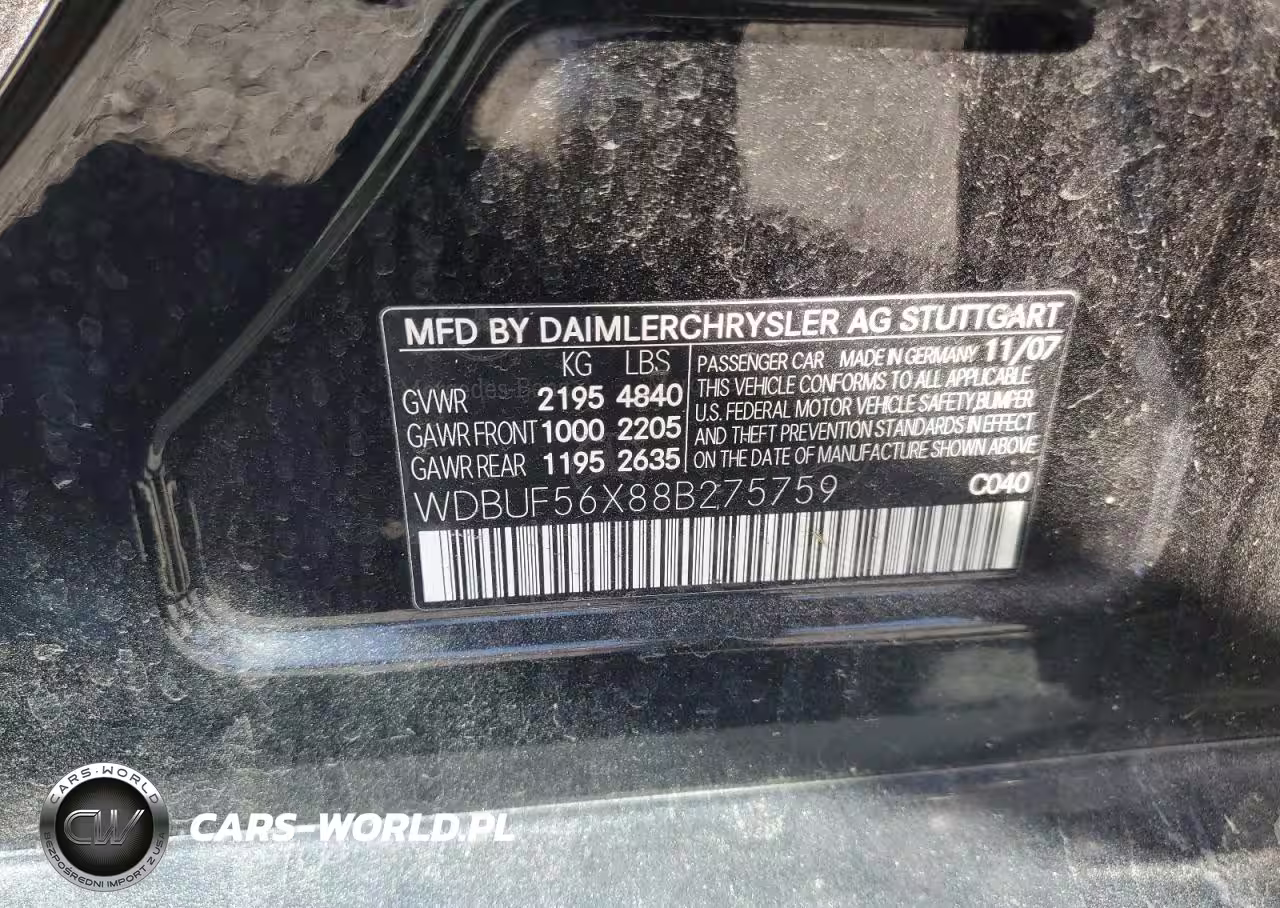 MFD BY DAIMLERCHRYSLER AG STUTTGART
KG LBS
GVWR 2195 4840
GAWR FRONT 1000 2205
GAWR REAR 1195 2635
PASSENGER CAR MADE IN GERMANY 11/07
THIS VEHICLE CONFORMS TO ALL APPLICABLE
U.S. FEDERAL MOTOR VEHICLE SAFETY,BUMPER
AND THEFT PREVENTION STANDARDS IN EFFECT
ON THE DATE OF MANUFACTURE SHOWN ABOVE
WDBUF56X88B275759 C040
CARS-WORLD
CW
BEZPOŚREDNI IMPORT Z USA
CARS-WORLD.PL